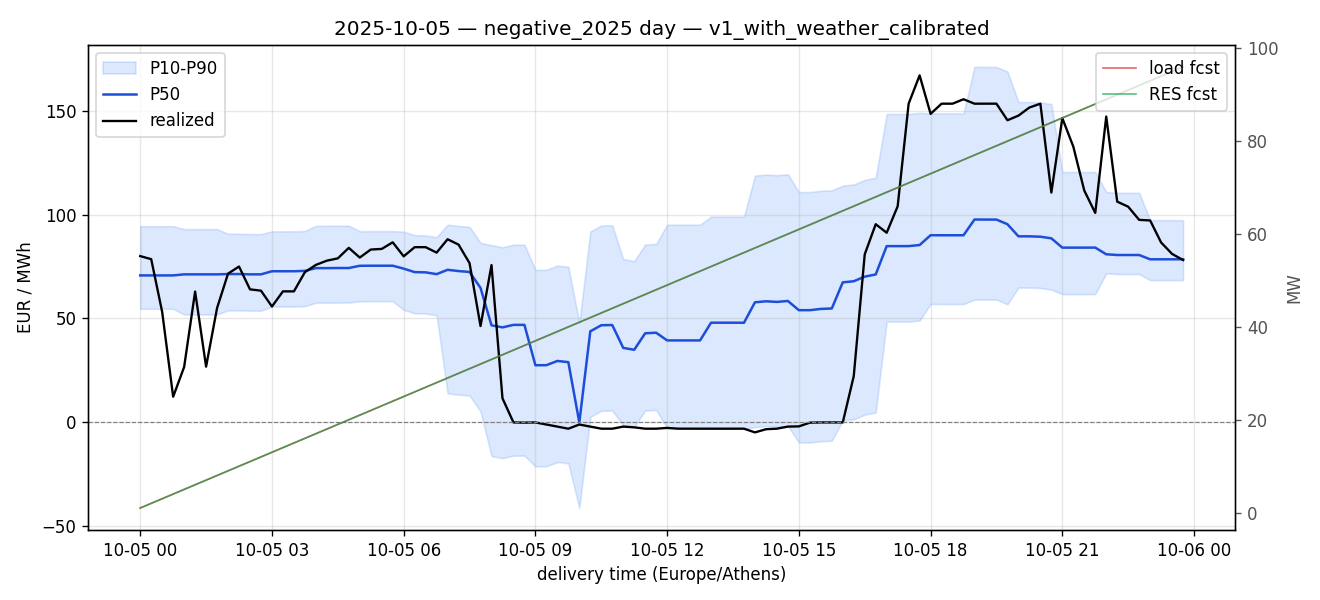 2025-10-05 — negative_2025 day — v1_with_weather_calibrated
P10-P90
P50
realized
load fcst
RES fcst
EUR / MWh
150
100
50
0
−50
100
80
60
40
20
0
MW
10-05 00 10-05 03 10-05 06 10-05 09 10-05 12 10-05 15 10-05 18 10-05 21 10-06 00
delivery time (Europe/Athens)